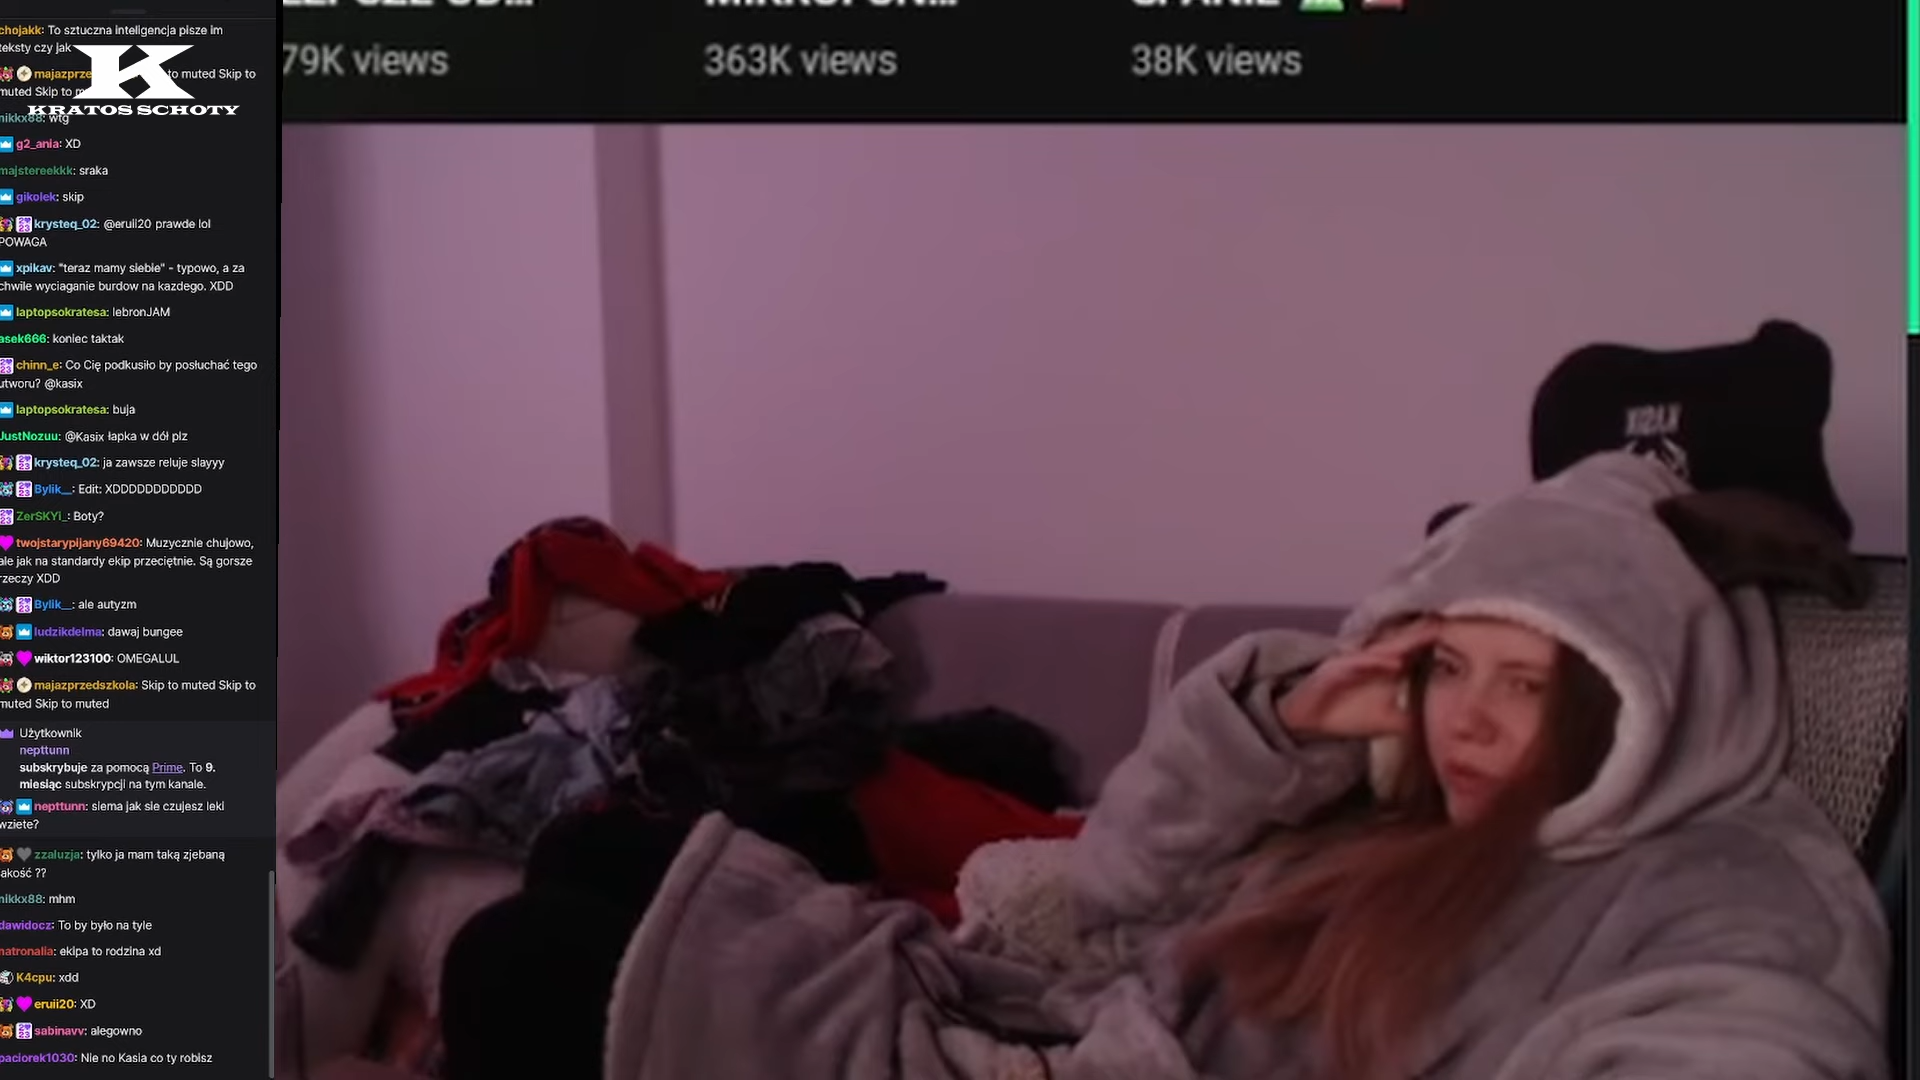 chojakk: To sztuczna inteligencja pisze im
teksty czy jak
to muted Skip to
muted Skip to
K
KRATOS SCHOTY
nikkx88: wtg
g2_ania: XD
majstereekkk: sraka
gikolek: skip
krysteq_02: @eruli20 prawde lol
POWAGA
xpikav: "teraz mamy siebie" - typowo, a za
chwile wyciaganie burdow na kazdego. XDD
laptopsokratesa: lebronJAM
asek666: koniec taktak
chinn_e: Co Cię podkusiło by posłuchać tego
utworu? @kasix
laptopsokratesa: buja
JustNozuu: @Kasix łapka w dół plz
krysteq_02: ja zawsze reluje slayyy
Bylik__: Edit: XDDDDDDDDDDD
ZerSKYi_: Boty?
twojstarypijany69420: Muzycznie chujowo,
ale jak na standardy ekip przeciętnie. Są gorsze
rzeczy XDD
Bylik__: ale autyzm
ludzikdelma: dawaj bungee
wiktor123100: OMEGALUL
majazprzedszkola: Skip to muted Skip to
muted Skip to muted
Użytkownik
nepttunn
subskrybuje za pomocą Prime. To 9.
miesiąc subskrypcji na tym kanale.
nepttunn: siema jak sie czujesz leki
wziete?
zzaluzja: tylko ja mam taką zjebaną
jakość ??
nikkx88: mhm
dawidocz: To by było na tyle
natronalia: ekipa to rodzina xd
K4cpu: xdd
eruii20: XD
sabinavv: alegowno
paciorek1030: Nie no Kasia co ty robisz
79K views
363K views
38K views